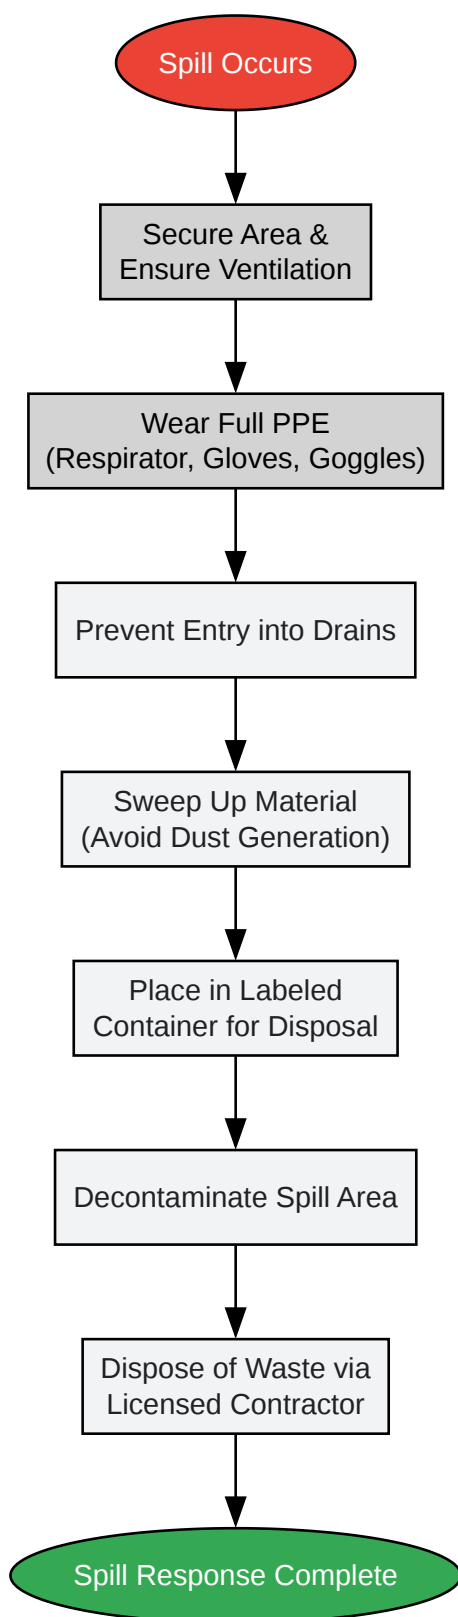 Spill Occurs
Secure Area &
Ensure Ventilation
Wear Full PPE
(Respirator, Gloves, Goggles)
Prevent Entry into Drains
Sweep Up Material
(Avoid Dust Generation)
Place in Labeled
Container for Disposal
Decontaminate Spill Area
Dispose of Waste via
Licensed Contractor
Spill Response Complete